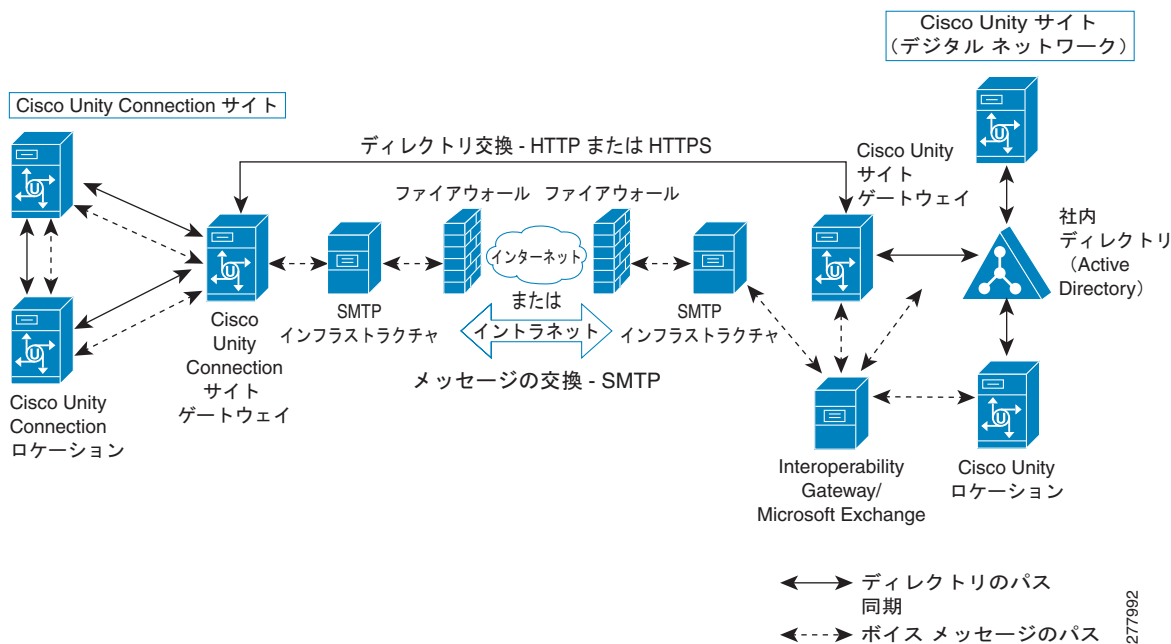 Cisco Unity サイト
（デジタル ネットワーク）
Cisco Unity Connection サイト
ディレクトリ交換 - HTTP または HTTPS
Cisco Unity
サイト
ゲートウェイ
ファイアウォール
ファイアウォール
社内
ディレクトリ
（Active
Directory）
インターネット
または
イントラネット
SMTP
インフラストラクチャ
SMTP
インフラストラクチャ
Cisco
Unity
Connection
サイト
ゲートウェイ
メッセージの交換 - SMTP
Cisco Unity
Connection
ロケーション
Interoperability
Gateway/
Microsoft Exchange
Cisco Unity
ロケーション
ディレクトリのパス
同期
ボイス メッセージのパス
277992
U
U
U
U
U
U